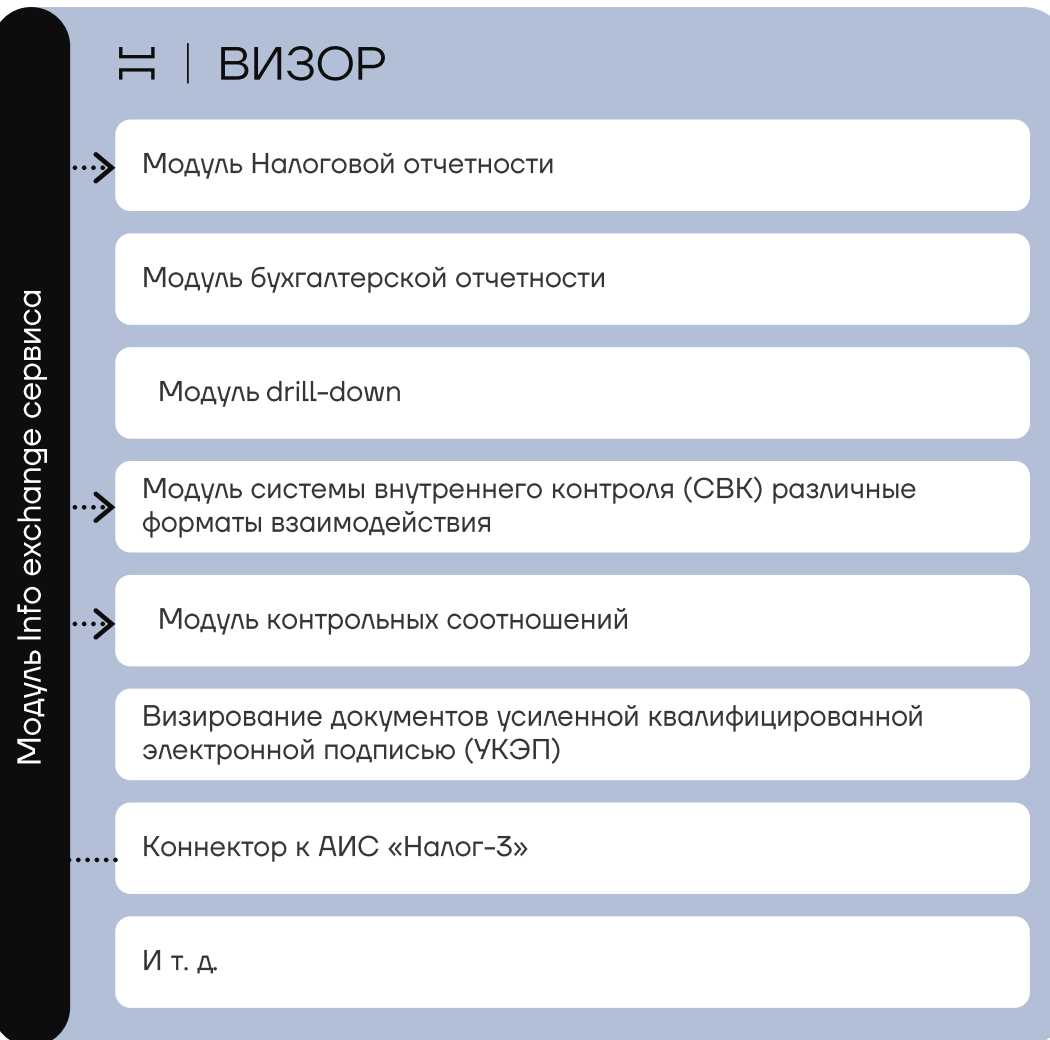 ВИЗОР
Модуль Info exchange сервиса
Модуль Налоговой отчетности
Модуль бухгалтерской отчетности
Модуль drill-down
Модуль системы внутреннего контроля (СВК) различные
форматы взаимодействия
Модуль контрольных соотношений
Визирование документов усиленной квалифицированной
электронной подписью (УКЭП)
Коннектор к АИС «Налог-3»
И т. д.